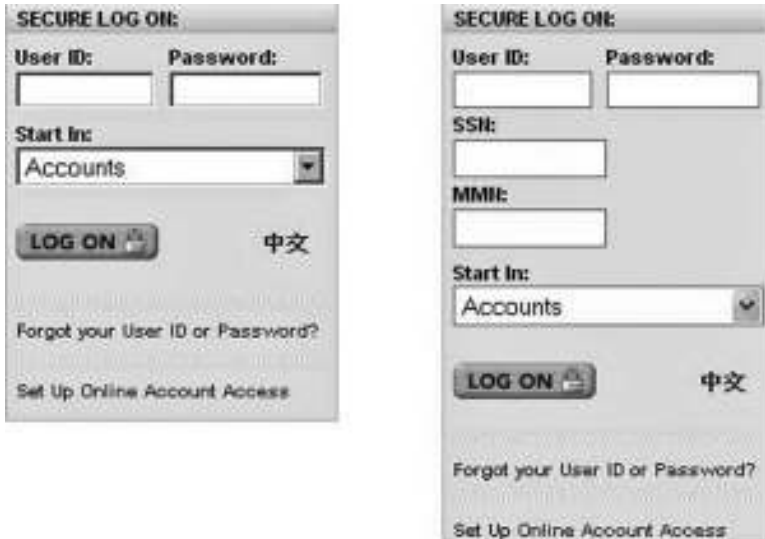 SECURE LOG ON:
User ID: Password:
Start In:
Accounts
LOG ON 中文
Forgot your User ID or Password?
Set Up Online Account Access
SECURE LOG ON:
User ID: Password:
SSN:
MMN:
Start In:
Accounts
LOG ON 中文
Forgot your User ID or Password?
Set Up Online Account Access